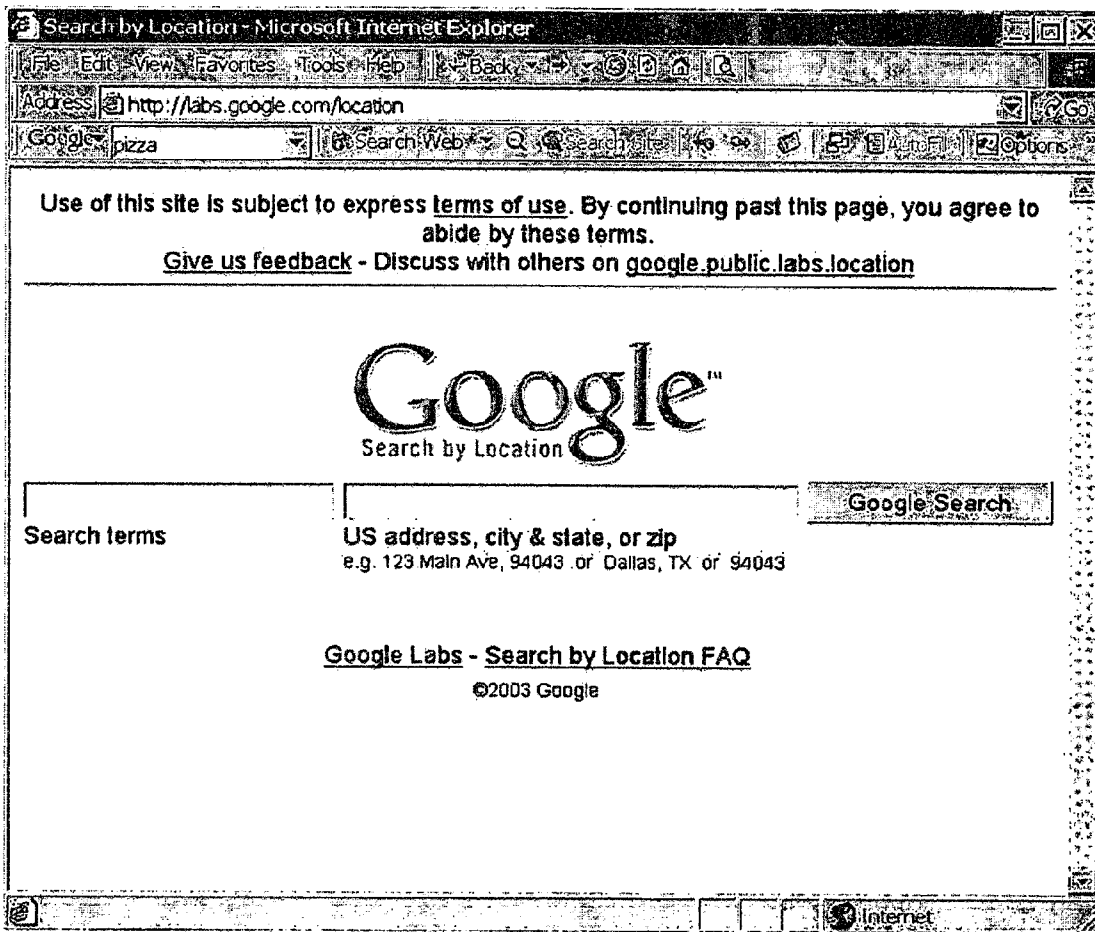 Search by Location - Microsoft Internet Explorer
File Edit View Favorites Tools Help Back
Address http://labs.google.com/location Go
Google pizza Search Web Search Site AutoFill Options
Use of this site is subject to express terms of use. By continuing past this page, you agree to
abide by these terms.
Give us feedback - Discuss with others on google.public.labs.location
Google™
Search by Location
Google Search
Search terms
US address, city & state, or zip
e.g. 123 Main Ave, 94043 or Dallas, TX or 94043
Google Labs - Search by Location FAQ
©2003 Google
Internet